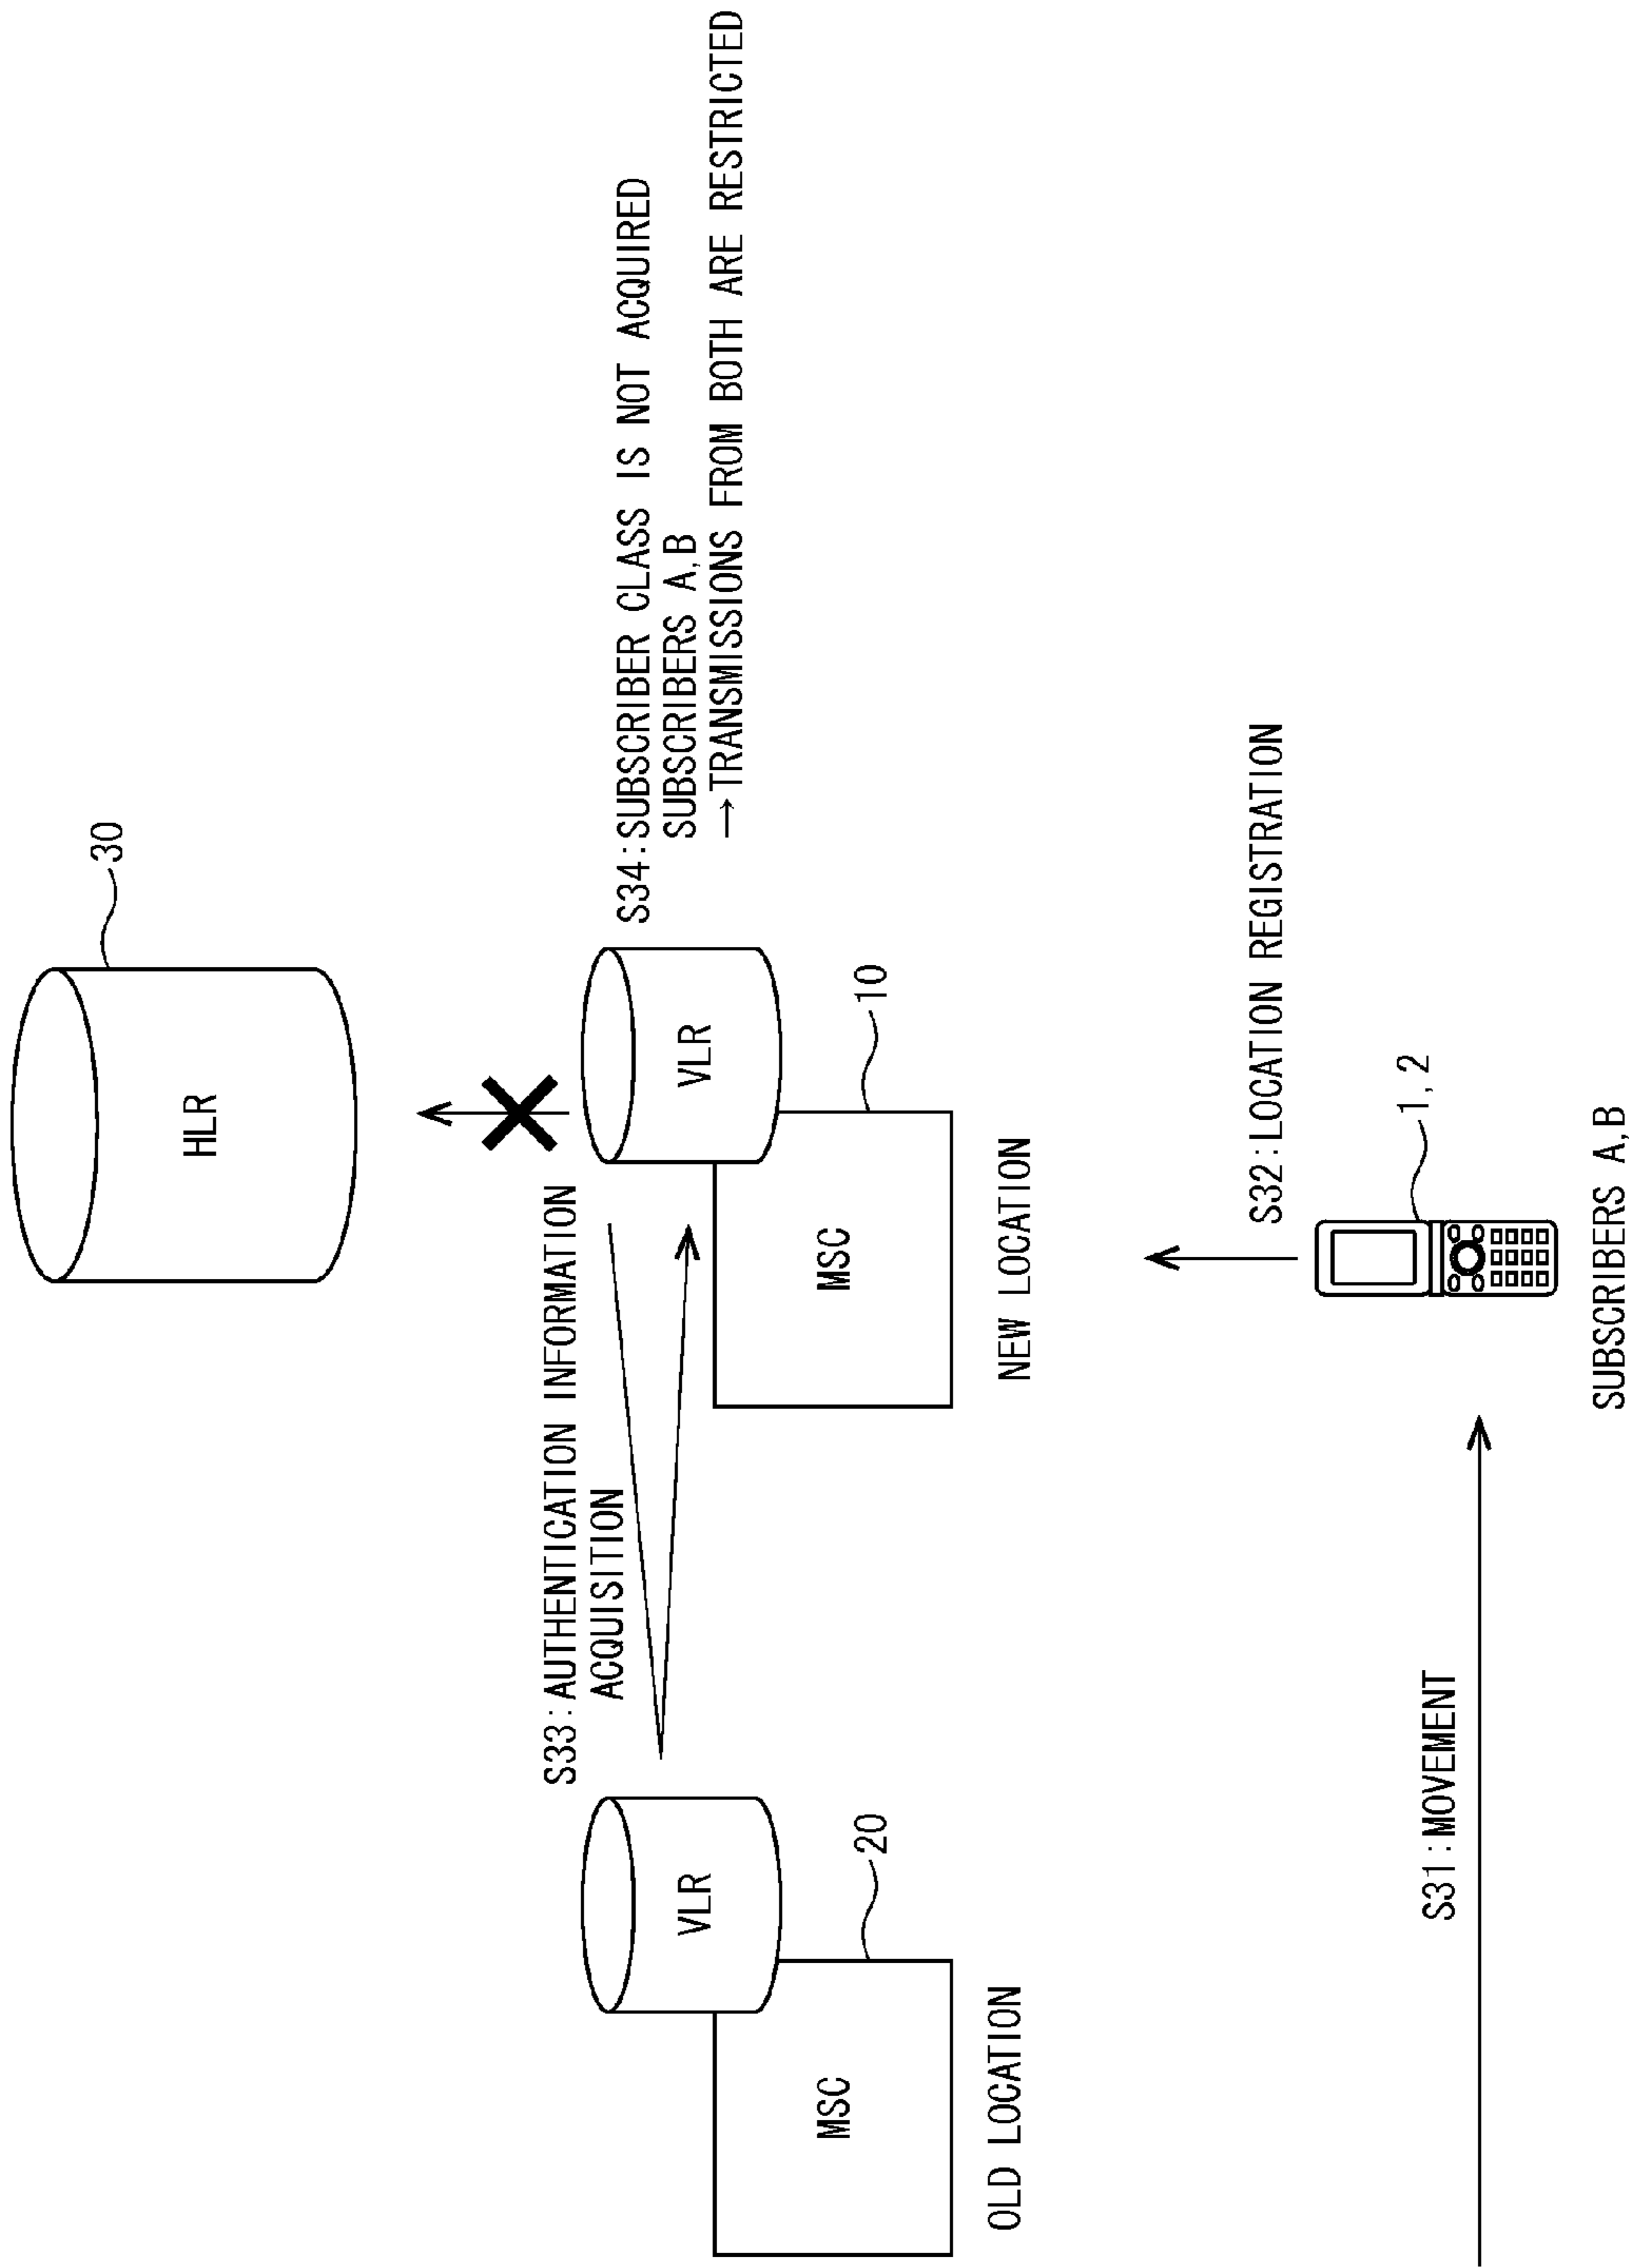 30
HLR
S33:AUTHENTICATION INFORMATION
ACQUISITION
S34:SUBSCRIBER CLASS IS NOT ACQUIRED
SUBSCRIBERS A,B
→TRANSMISSIONS FROM BOTH ARE RESTRICTED
VLR
VLR
20
10
MSC
MSC
OLD LOCATION
NEW LOCATION
S32:LOCATION REGISTRATION
S31:MOVEMENT
1,2
SUBSCRIBERS A,B